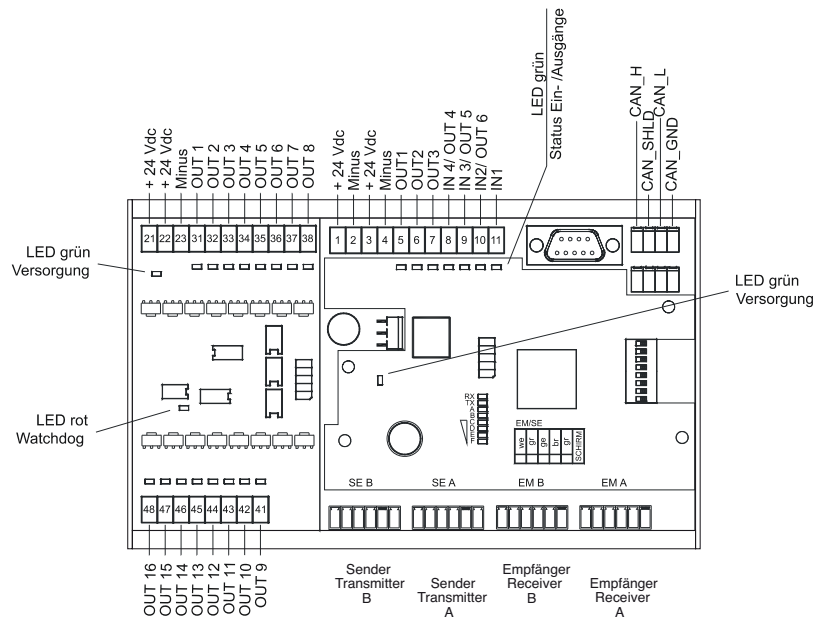 LED grün
Status Ein- /Ausgänge
CAN_H
CAN_SHLD
CAN_L
CAN_GND
+ 24 Vdc
+ 24 Vdc
Minus
OUT 1
OUT 2
OUT 3
OUT 4
OUT 5
OUT 6
OUT 7
OUT 8
+ 24 Vdc
Minus
+ 24 Vdc
Minus
OUT1
OUT2
OUT3
IN 4/ OUT 4
IN 3/ OUT 5
IN2/ OUT 6
IN1
21 22 23 31 32 33 34 35 36 37 38
1 2 3 4 5 6 7 8 9 10 11
LED grün
Versorgung
LED grün
Versorgung
LED rot
Watchdog
RX
TX
A
B
C
D
E
F
EM/SE
we
gr
ge
br
gr
SCHIRM
SE B
SE A
EM B
EM A
48 47 46 45 44 43 42 41
OUT 16
OUT 15
OUT 14
OUT 13
OUT 12
OUT 11
OUT 10
OUT 9
Sender
Transmitter
B
Sender
Transmitter
A
Empfänger
Receiver
B
Empfänger
Receiver
A